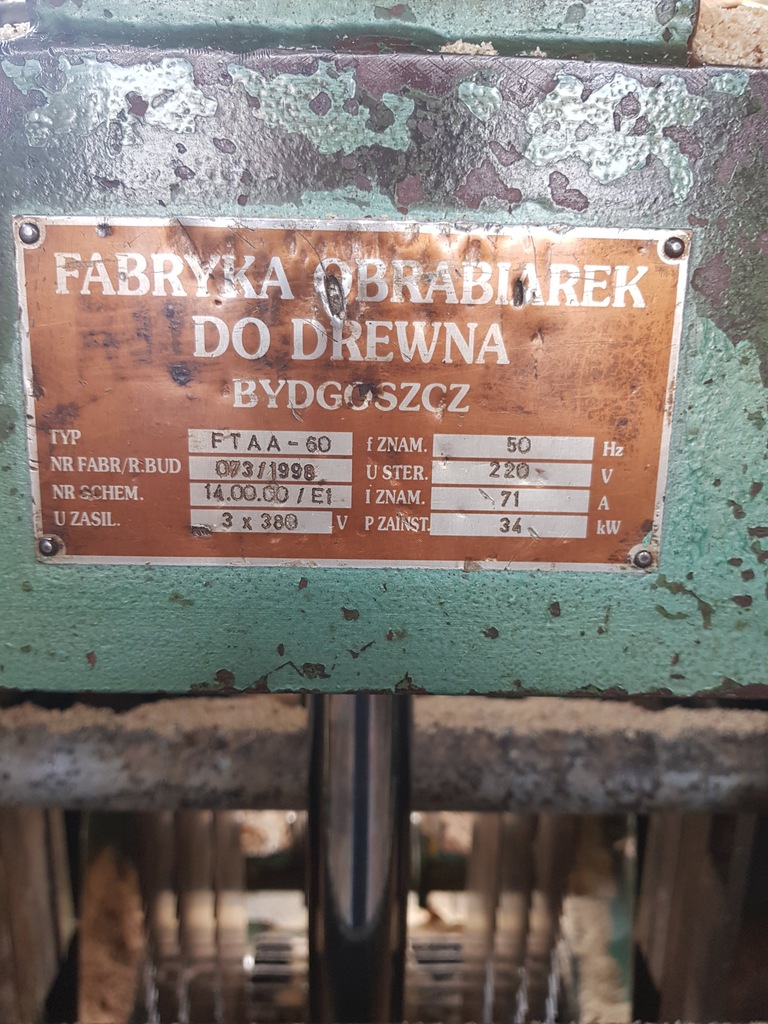 FABRYKA OBRABIAREK
DO DREWNA
BYDGOSZCZ
TYP FTAA-60 f ZNAM. 50 Hz
NR FABR/R.BUD 073/1998 U STER. 220 V
NR SCHEM. 14.00.00/E1 I ZNAM. 71 A
U ZASIL. 3 x 380 V P ZAINST. 34 kW